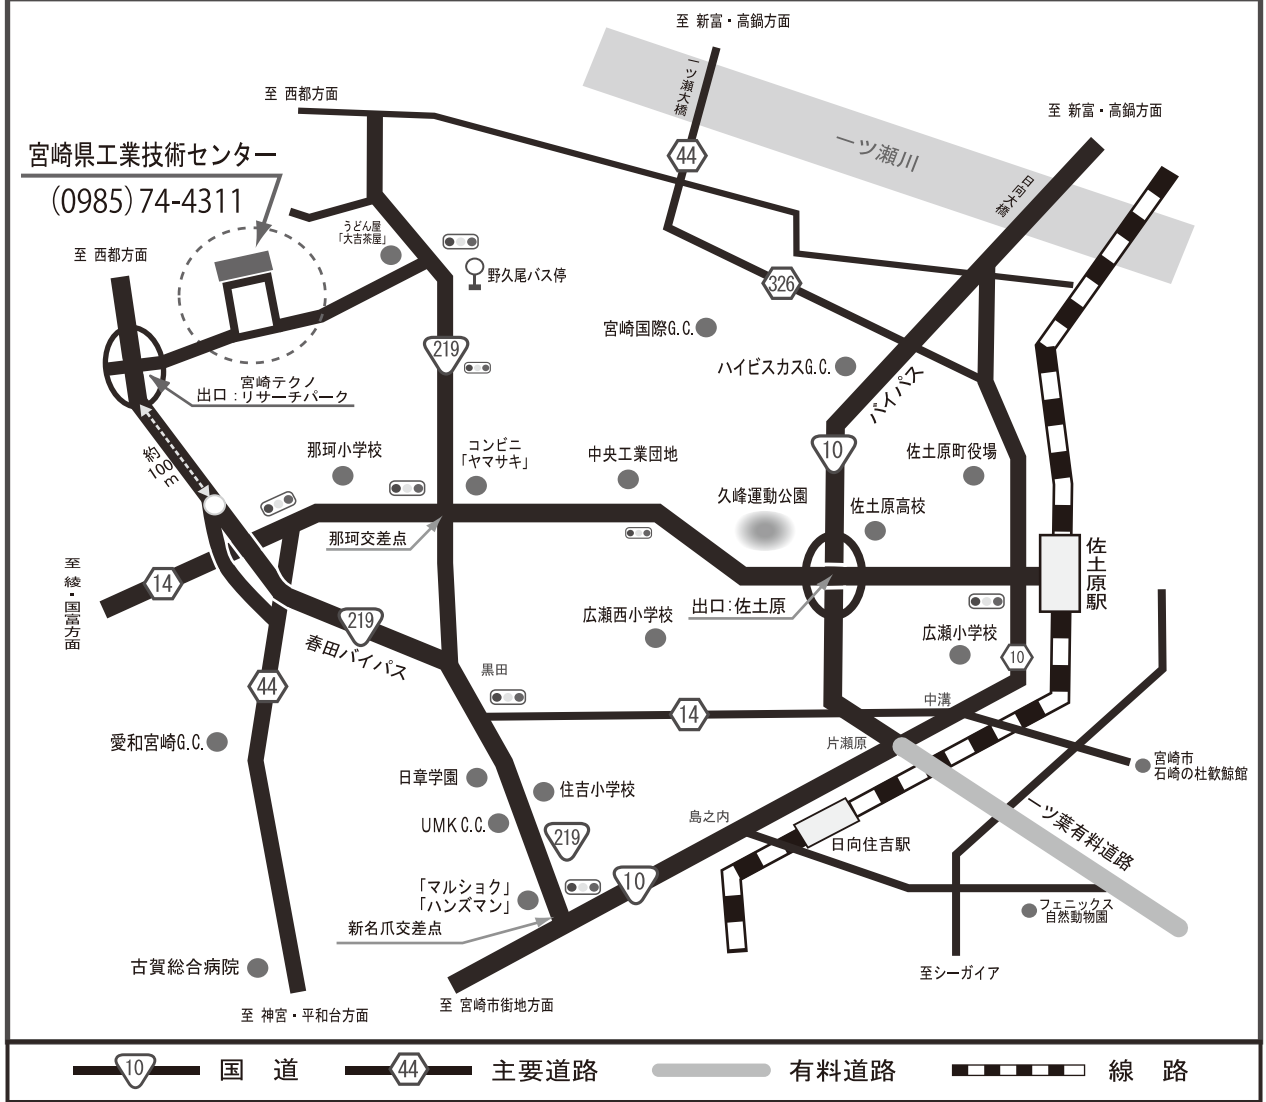 至 新富・高鍋方面
一ツ瀬大橋
44
一ツ瀬川
至 新富・高鍋方面
日向大橋
至 西都方面
宮崎県工業技術センター
(0985)74-4311
うどん屋
「大吉茶屋」
至 西都方面
野久尾バス停
326
宮崎国際G.C.
ハイビスカスG.C.
219
宮崎テクノ
出口:リサーチパーク
バイパス
10
約100m
那珂小学校
コンビニ
「ヤマサキ」
中央工業団地
久峰運動公園
佐土原町役場
佐土原高校
那珂交差点
佐土原駅
至綾・国富方面
14
219
春田バイパス
出口:佐土原
広瀬西小学校
広瀬小学校
10
黒田
44
14
中溝
片瀬原
愛和宮崎G.C.
日章学園
住吉小学校
UMK C.C.
219
島之内
日向住吉駅
宮崎市
石崎の杜歓鯨館
一ツ葉有料道路
10
「マルショク」
「ハンズマン」
新名爪交差点
フェニックス
自然動物園
古賀総合病院
至シーガイア
至 神宮・平和台方面
至 宮崎市街地方面
10 国道
44 主要道路
有料道路
線路